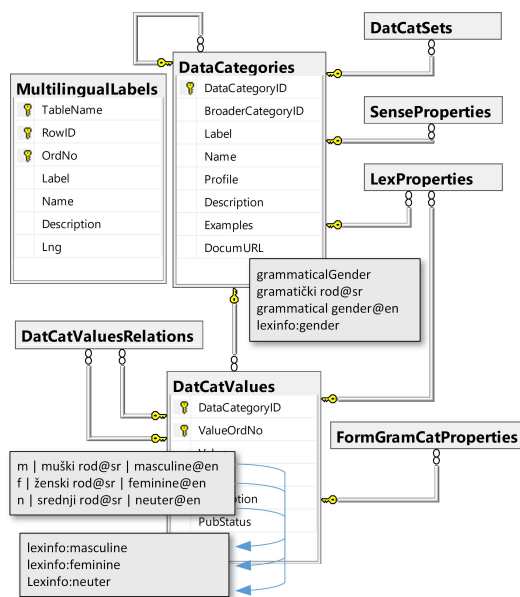 DatCatSets
DataCategories
DataCategoryID
BroaderCategoryID
Label
Name
Profile
Description
Examples
DocumURL
MultilingualLabels
TableName
RowID
OrdNo
Label
Name
Description
Lng
SenseProperties
LexProperties
grammaticalGender
gramatički rod@sr
grammatical gender@en
lexinfo:gender
DatCatValuesRelations
DatCatValues
DataCategoryID
ValueOrdNo
PubStatus
FormGramCatProperties
m | muški rod@sr | masculine@en
f | ženski rod@sr | feminine@en
n | srednji rod@sr | neuter@en
lexinfo:masculine
lexinfo:feminine
Lexinfo:neuter